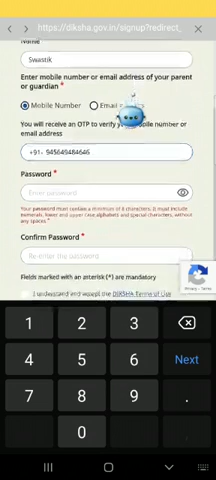 https://diksha.gov.in/signup?redirect_
Name
Swastik
Enter mobile number or email address of your parent
or guardian *
Mobile Number
You will receive an OTP to verify your mobile number or
email address
+91- 945649484646
Password *
Enter password
Your password must contain a minimum of 8 characters. It must include
numerals, lower and upper case alphabets and special characters, without
any spaces.
Confirm Password *
Re-enter the password
Fields marked with an asterisk (*) are mandatory
Privacy - Terms
I understand and accept the DIKSHA Terms of Use
1 2 3
4 5 6 Next
7 8 9 .
0